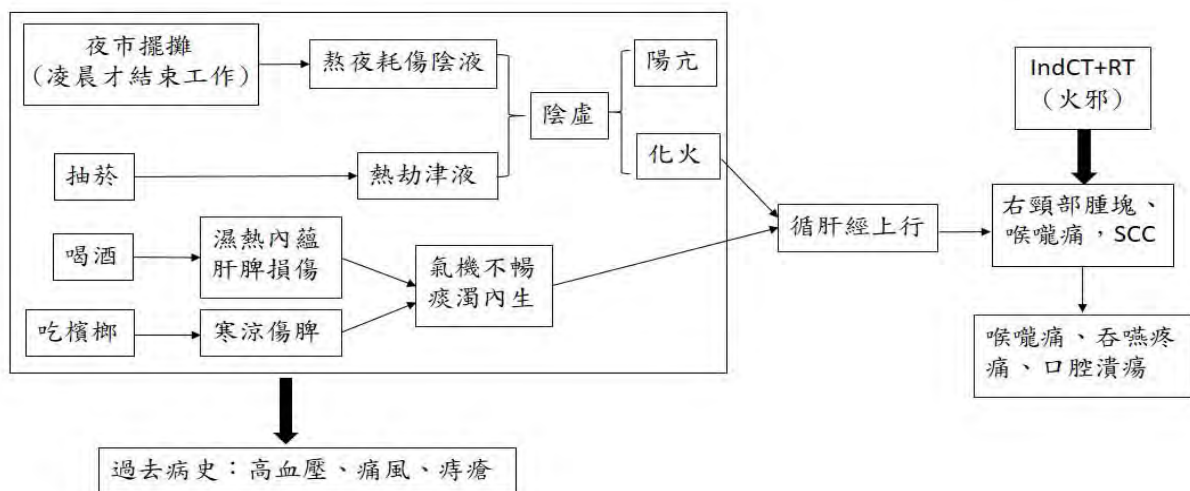 夜市擺攤
（凌晨才結束工作）
熬夜耗傷陰液
陰虛
陽亢
化火
抽菸
熱劫津液
喝酒
濕熱內蘊
肝脾損傷
吃檳榔
寒涼傷脾
氣機不暢
痰濁內生
循肝經上行
IndCT+RT
（火邪）
右頸部腫塊、
喉嚨痛，SCC
喉嚨痛、吞嚥疼
痛、口腔潰瘍
過去病史：高血壓、痛風、痔瘡